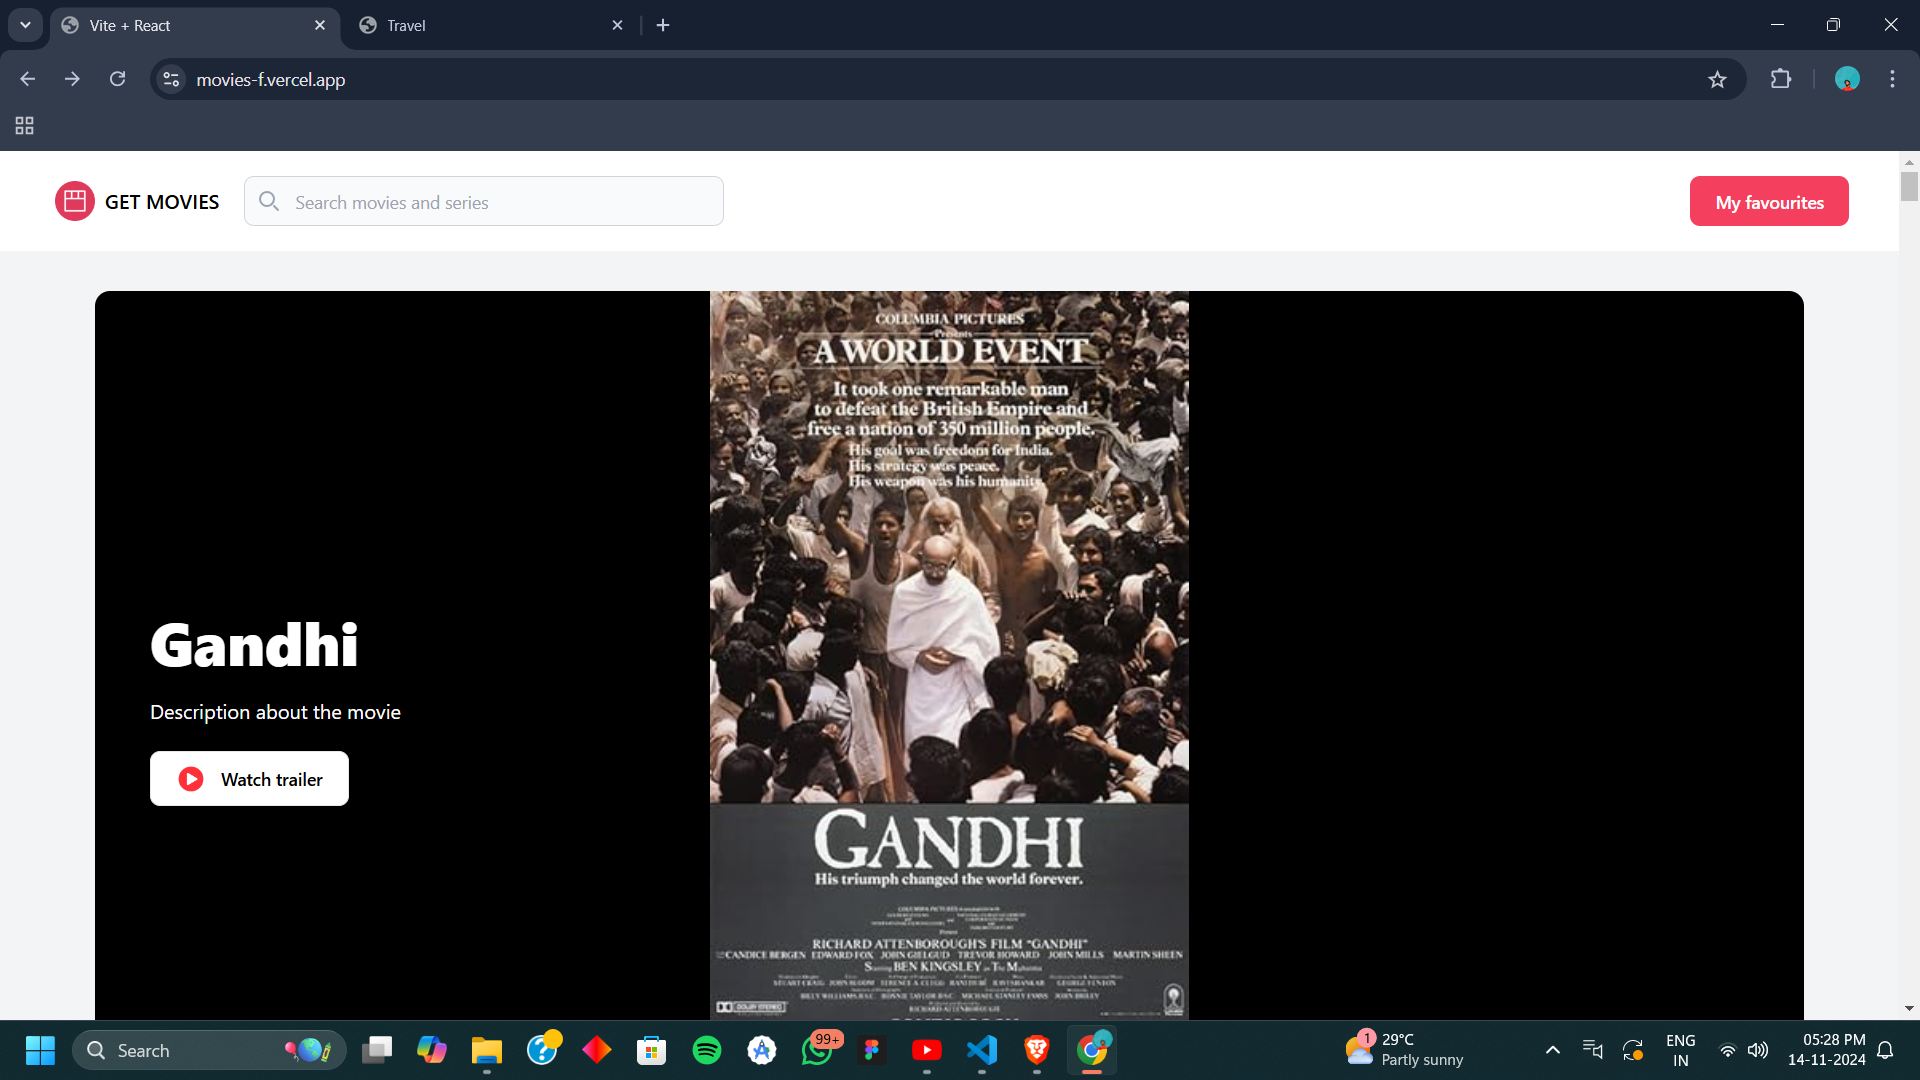 Vite + React
Travel
movies-f.vercel.app
GET MOVIES
Search movies and series
My favourites
COLUMBIA PICTURES
Presents
A WORLD EVENT
It took one remarkable man
to defeat the British Empire and
free a nation of 350 million people.
His goal was freedom for India.
His strategy was peace.
His weapon was his humanity.
Gandhi
Description about the movie
Watch trailer
GANDHI
His triumph changed the world forever.
RICHARD ATTENBOROUGH'S FILM "GANDHI"
CANDICE BERGEN EDWARD FOX JOHN GIELGUD TREVOR HOWARD JOHN MILLS MARTIN SHEEN
Starring BEN KINGSLEY as The Mahatma
DOLBY STEREO
RICHARD ATTENBOROUGH
Search
99+
1
29°C
Partly sunny
ENG
IN
05:28 PM
14-11-2024